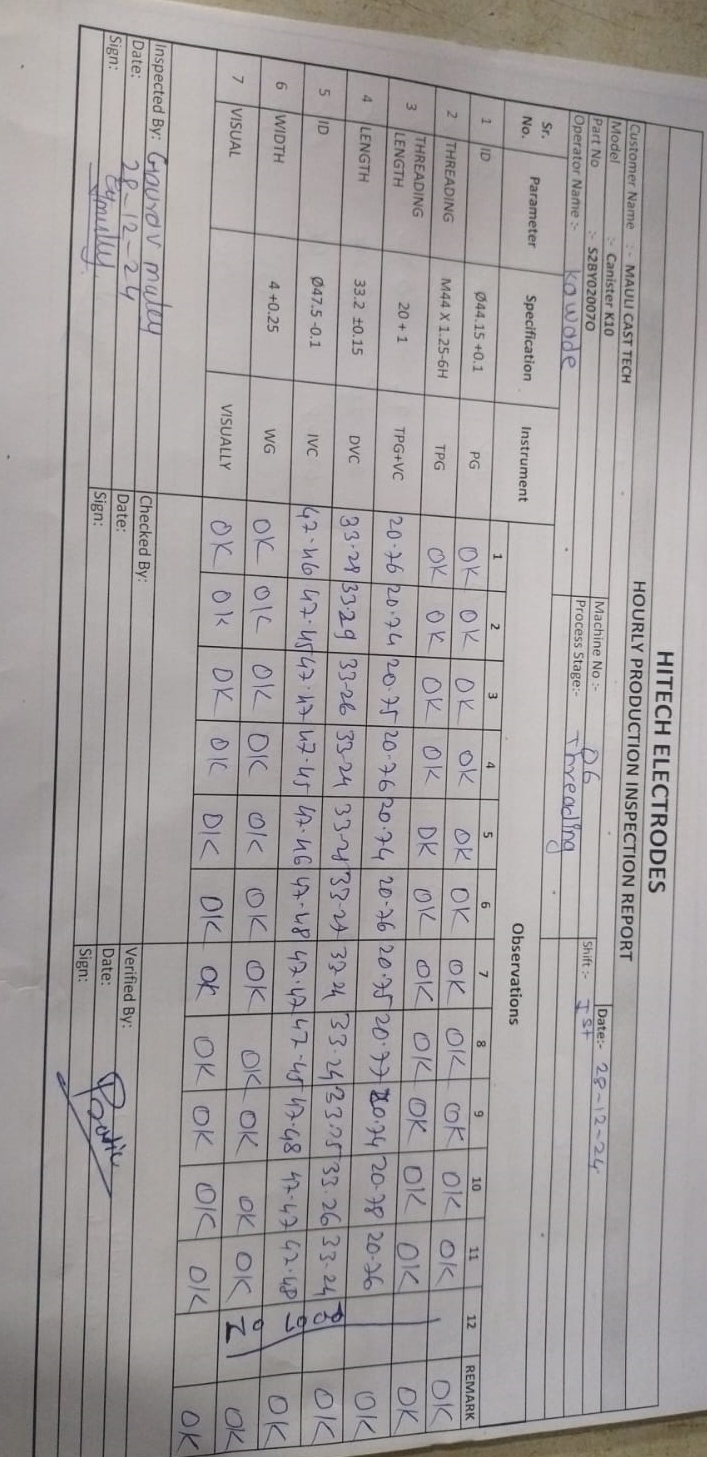 HITECH ELECTRODES
HOURLY PRODUCTION INSPECTION REPORT
Customer Name :- MAULI CAST TECH
Model :- Canister K10
Part No :- S2BY02007O
Operator Name :- kawade
Machine No :- 06
Process Stage:- Threading
Date:- 28-12-24
Shift :- Ist
Sr. No. Parameter Specification Instrument Observations
1 2 3 4 5 6 7 8 9 10 11 12 REMARK
1 ID Ø44.15 +0.1 PG OK OK OK OK OK OK OK OK OK OK OK OK
2 THREADING M44 X 1.25-6H TPG OK OK OK OK OK OK OK OK OK OK OK OK
3 THREADING LENGTH 20 + 1 TPG+VC 20.76 20.74 20.75 20.76 20.74 20.76 20.75 20.77 20.74 20.78 20.76 OK
4 LENGTH 33.2 ±0.15 DVC 33.29 33.26 33.24 33.24 33.24 33.25 33.26 33.24 OK
5 ID Ø47.5 -0.1 IVC 47.46 47.45 47.47 47.45 47.46 47.48 47.47 47.45 47.48 47.47 47.48 OK
6 WIDTH 4 +0.25 WG OK OK OK OK OK OK OK OK OK OK OK OK
7 VISUAL VISUALLY OK OK OK OK OK OK OK OK OK OK OK OK
Inspected By: Gaurav muley
Date: 28-12-24
Sign: Gmuley
Checked By:
Date:
Sign:
Verified By:
Date:
Sign: